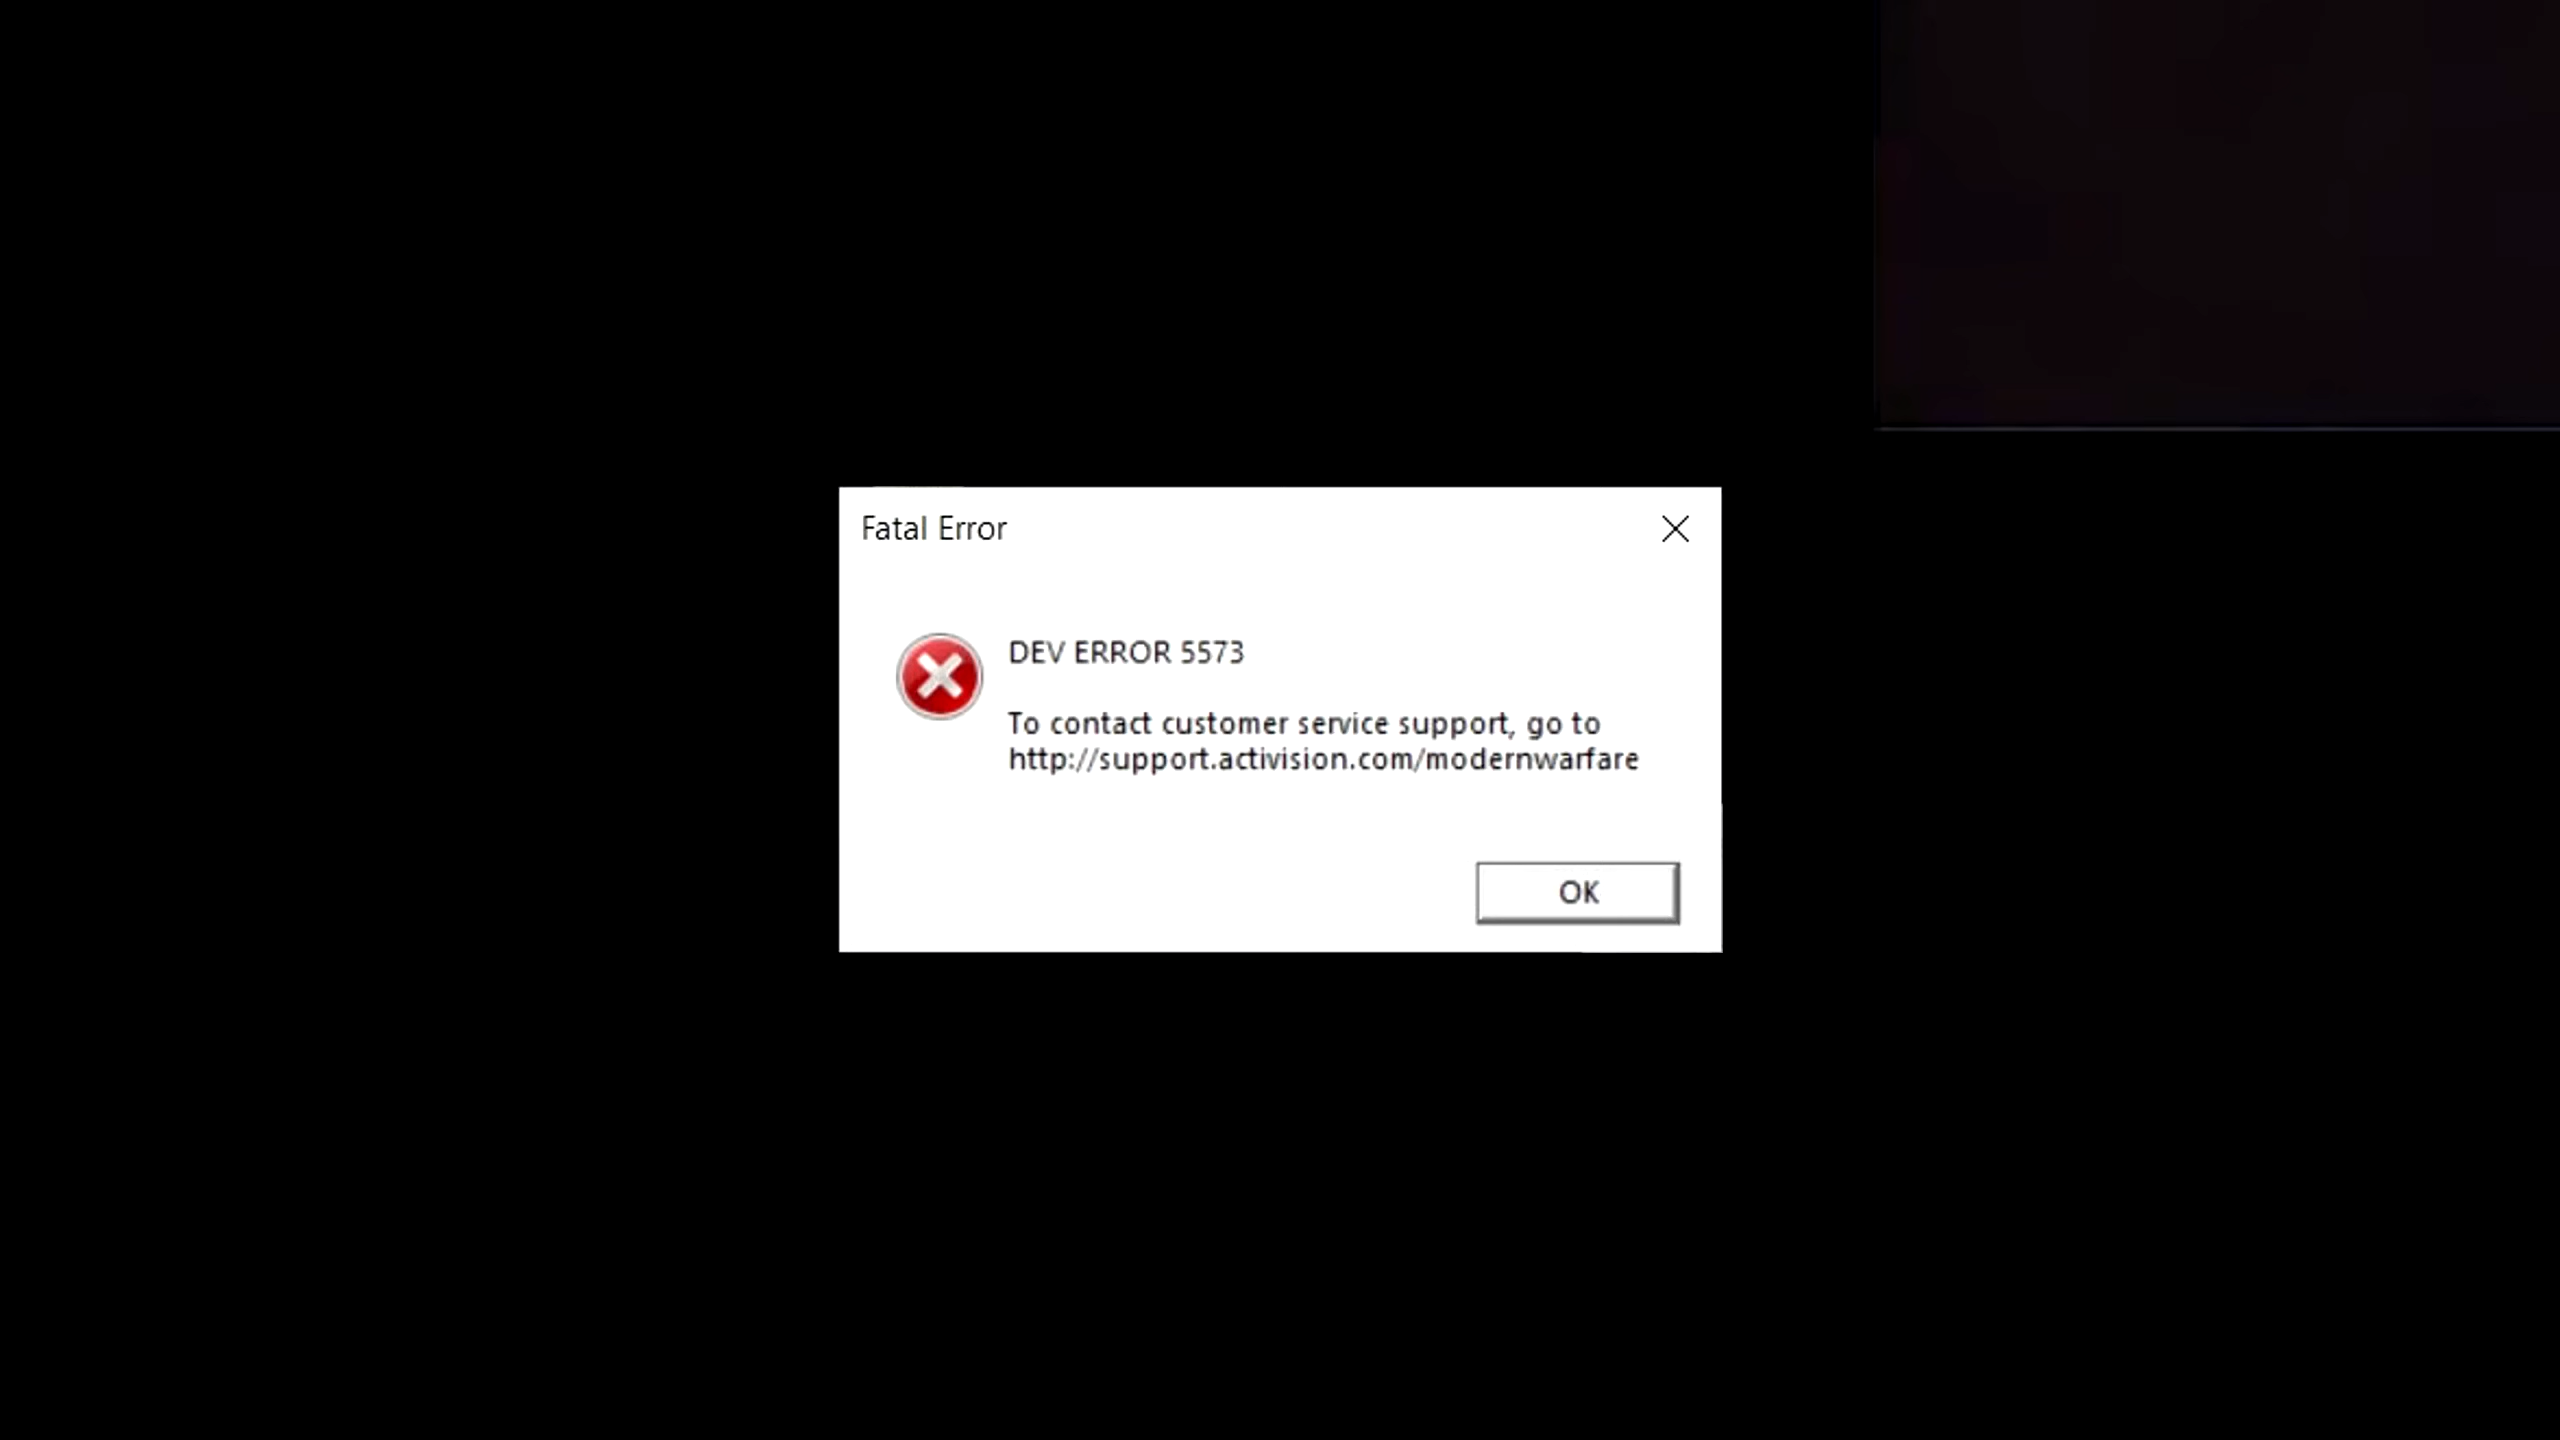 Fatal Error
DEV ERROR 5573
To contact customer service support, go to
http://support.activision.com/modernwarfare
OK